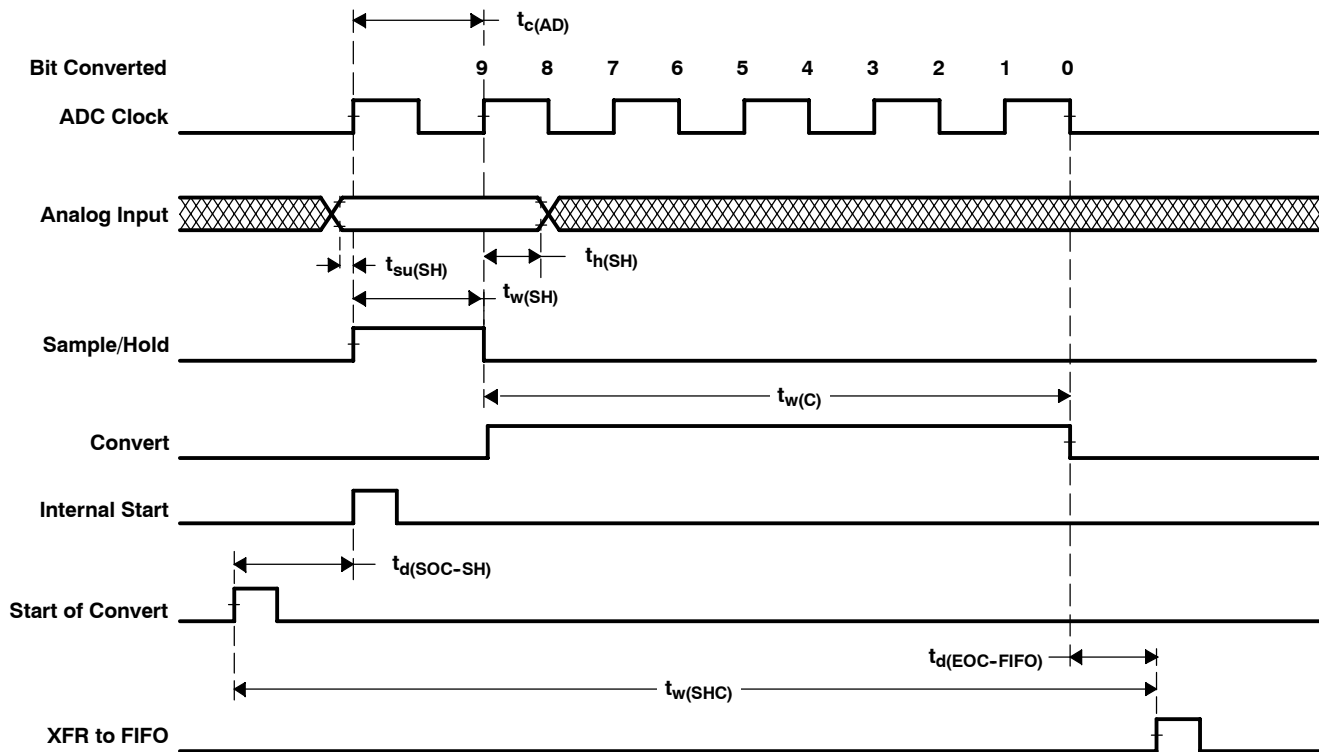 tc(AD)
Bit Converted 9 8 7 6 5 4 3 2 1 0
ADC Clock
Analog Input
tsu(SH) th(SH)
tw(SH)
Sample/Hold
tw(C)
Convert
Internal Start
td(SOC-SH)
Start of Convert
td(EOC-FIFO)
tw(SHC)
XFR to FIFO